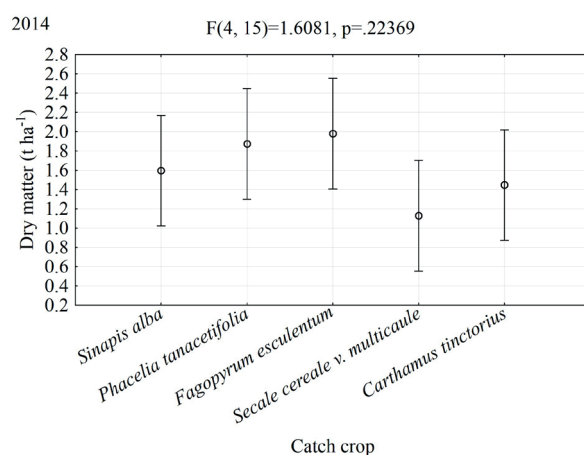 2014
F(4, 15)=1.6081, p=.22369
Dry matter (t ha⁻¹)
2.8
2.6
2.4
2.2
2.0
1.8
1.6
1.4
1.2
1.0
0.8
0.6
0.4
0.2
Sinapis alba
Phacelia tanacetifolia
Fagopyrum esculentum
Secale cereale v. multicaule
Carthamus tinctorius
Catch crop